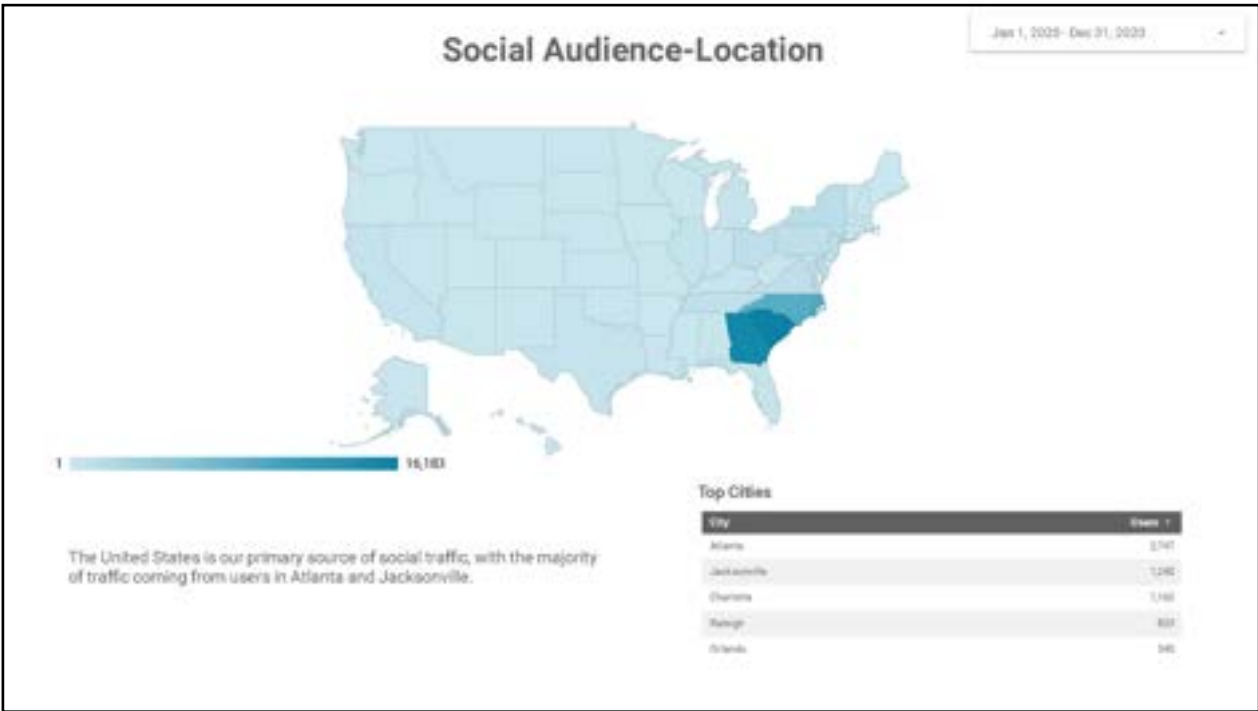 Social Audience-Location
Jan 1, 2020 - Dec 31, 2020
1
16,183
Top Cities
City Users
Atlanta
Jacksonville
Charlotte
Raleigh
Orlando
The United States is our primary source of social traffic, with the majority
of traffic coming from users in Atlanta and Jacksonville.